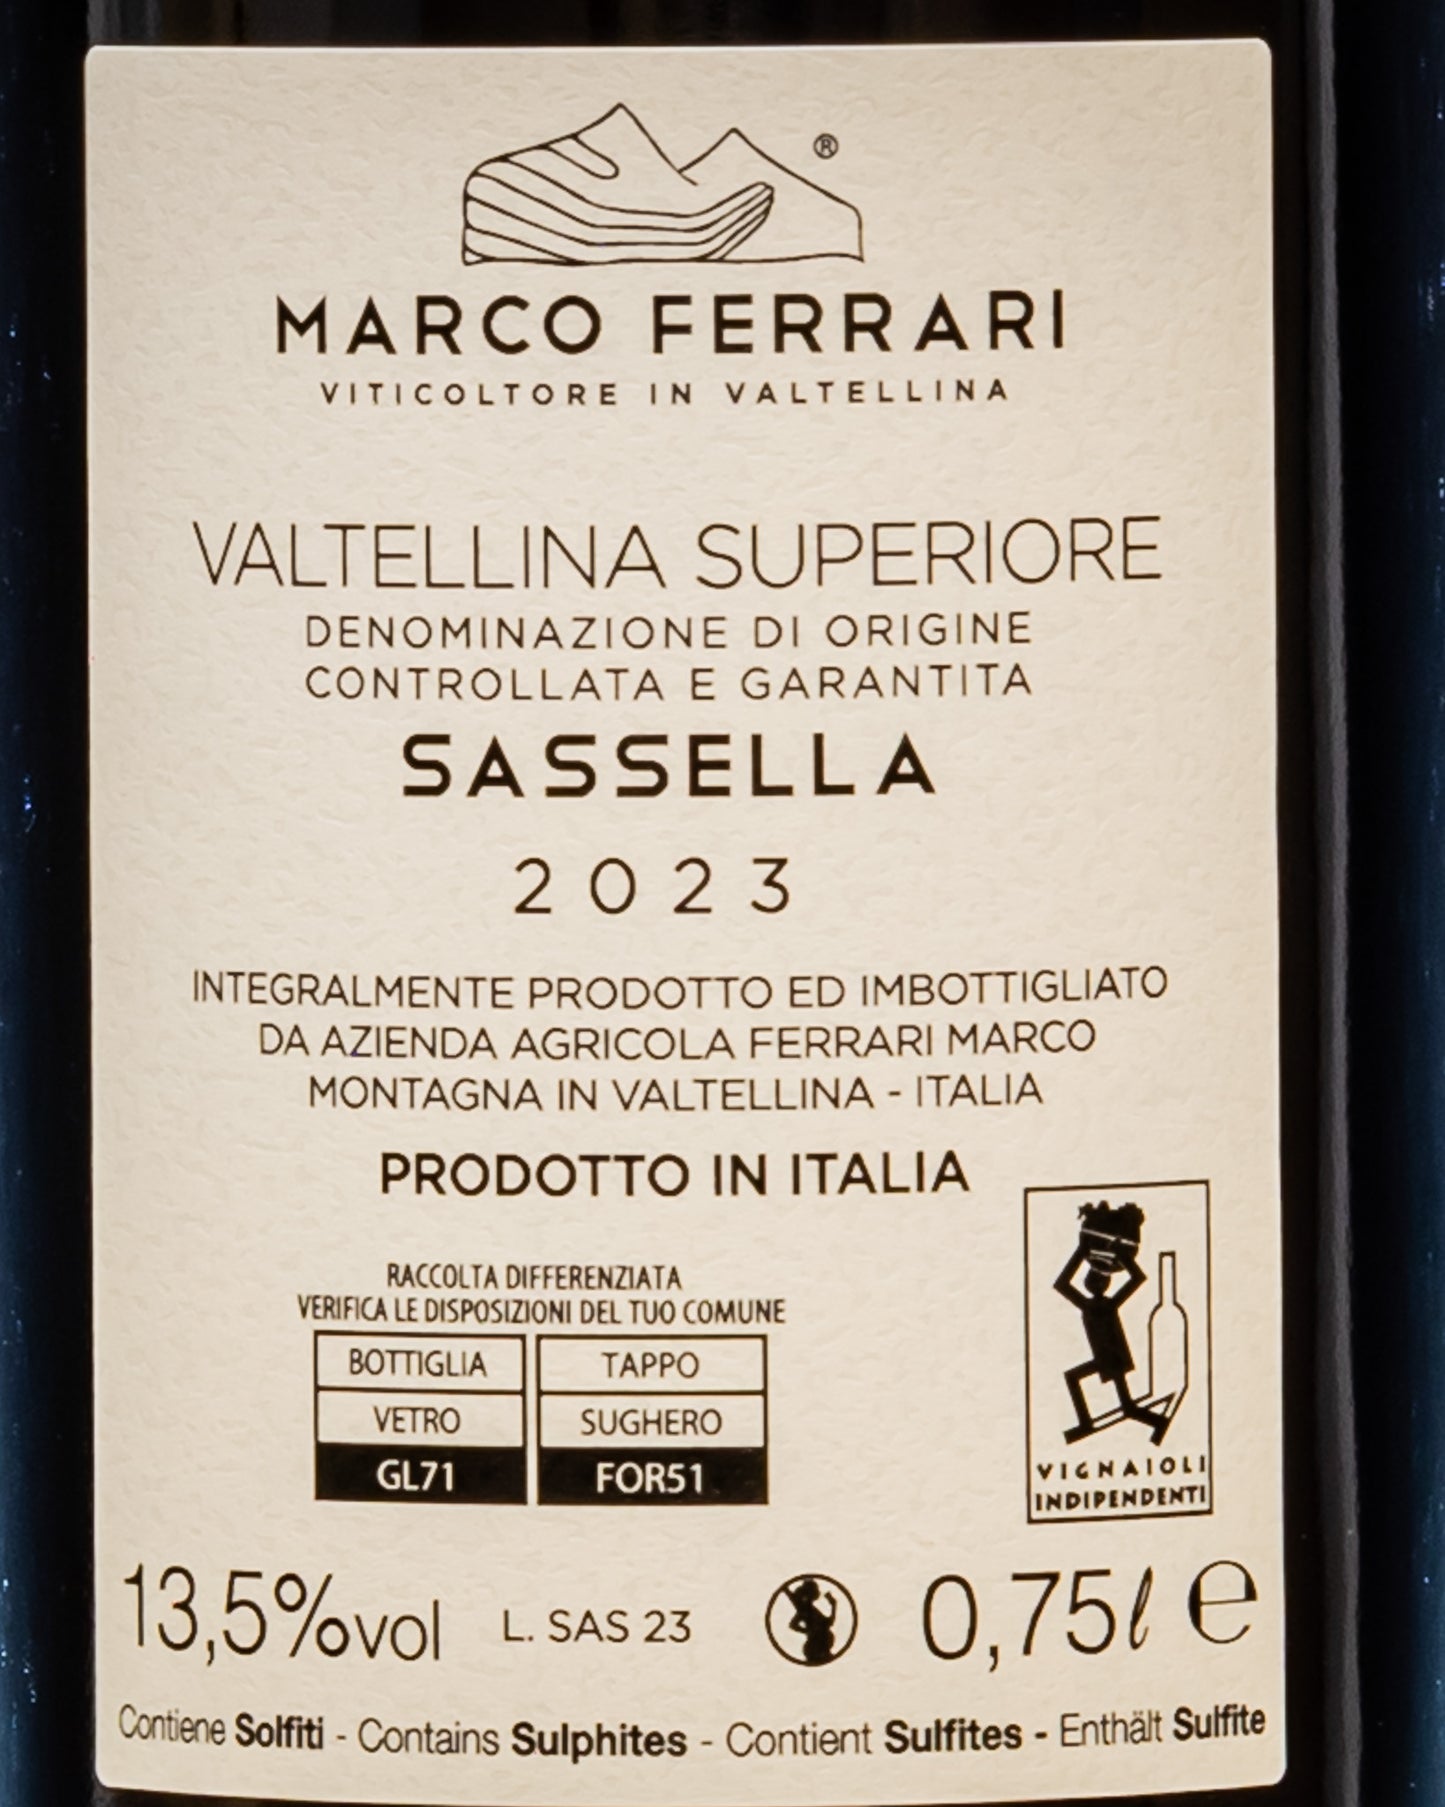 ®
MARCO FERRARI
VITICOLTORE IN VALTELLINA
VALTELLINA SUPERIORE
DENOMINAZIONE DI ORIGINE
CONTROLLATA E GARANTITA
SASSELLA
2023
INTEGRALMENTE PRODOTTO ED IMBOTTIGLIATO
DA AZIENDA AGRICOLA FERRARI MARCO
MONTAGNA IN VALTELLINA - ITALIA
PRODOTTO IN ITALIA
RACCOLTA DIFFERENZIATA
VERIFICA LE DISPOSIZIONI DEL TUO COMUNE
BOTTIGLIA TAPPO
VETRO SUGHERO
GL71 FOR51
VIGNAIOLI
INDIPENDENTI
13,5%vol L. SAS 23 0,75ℓ e
Contiene Solfiti - Contains Sulphites - Contient Sulfites - Enthält Sulfite